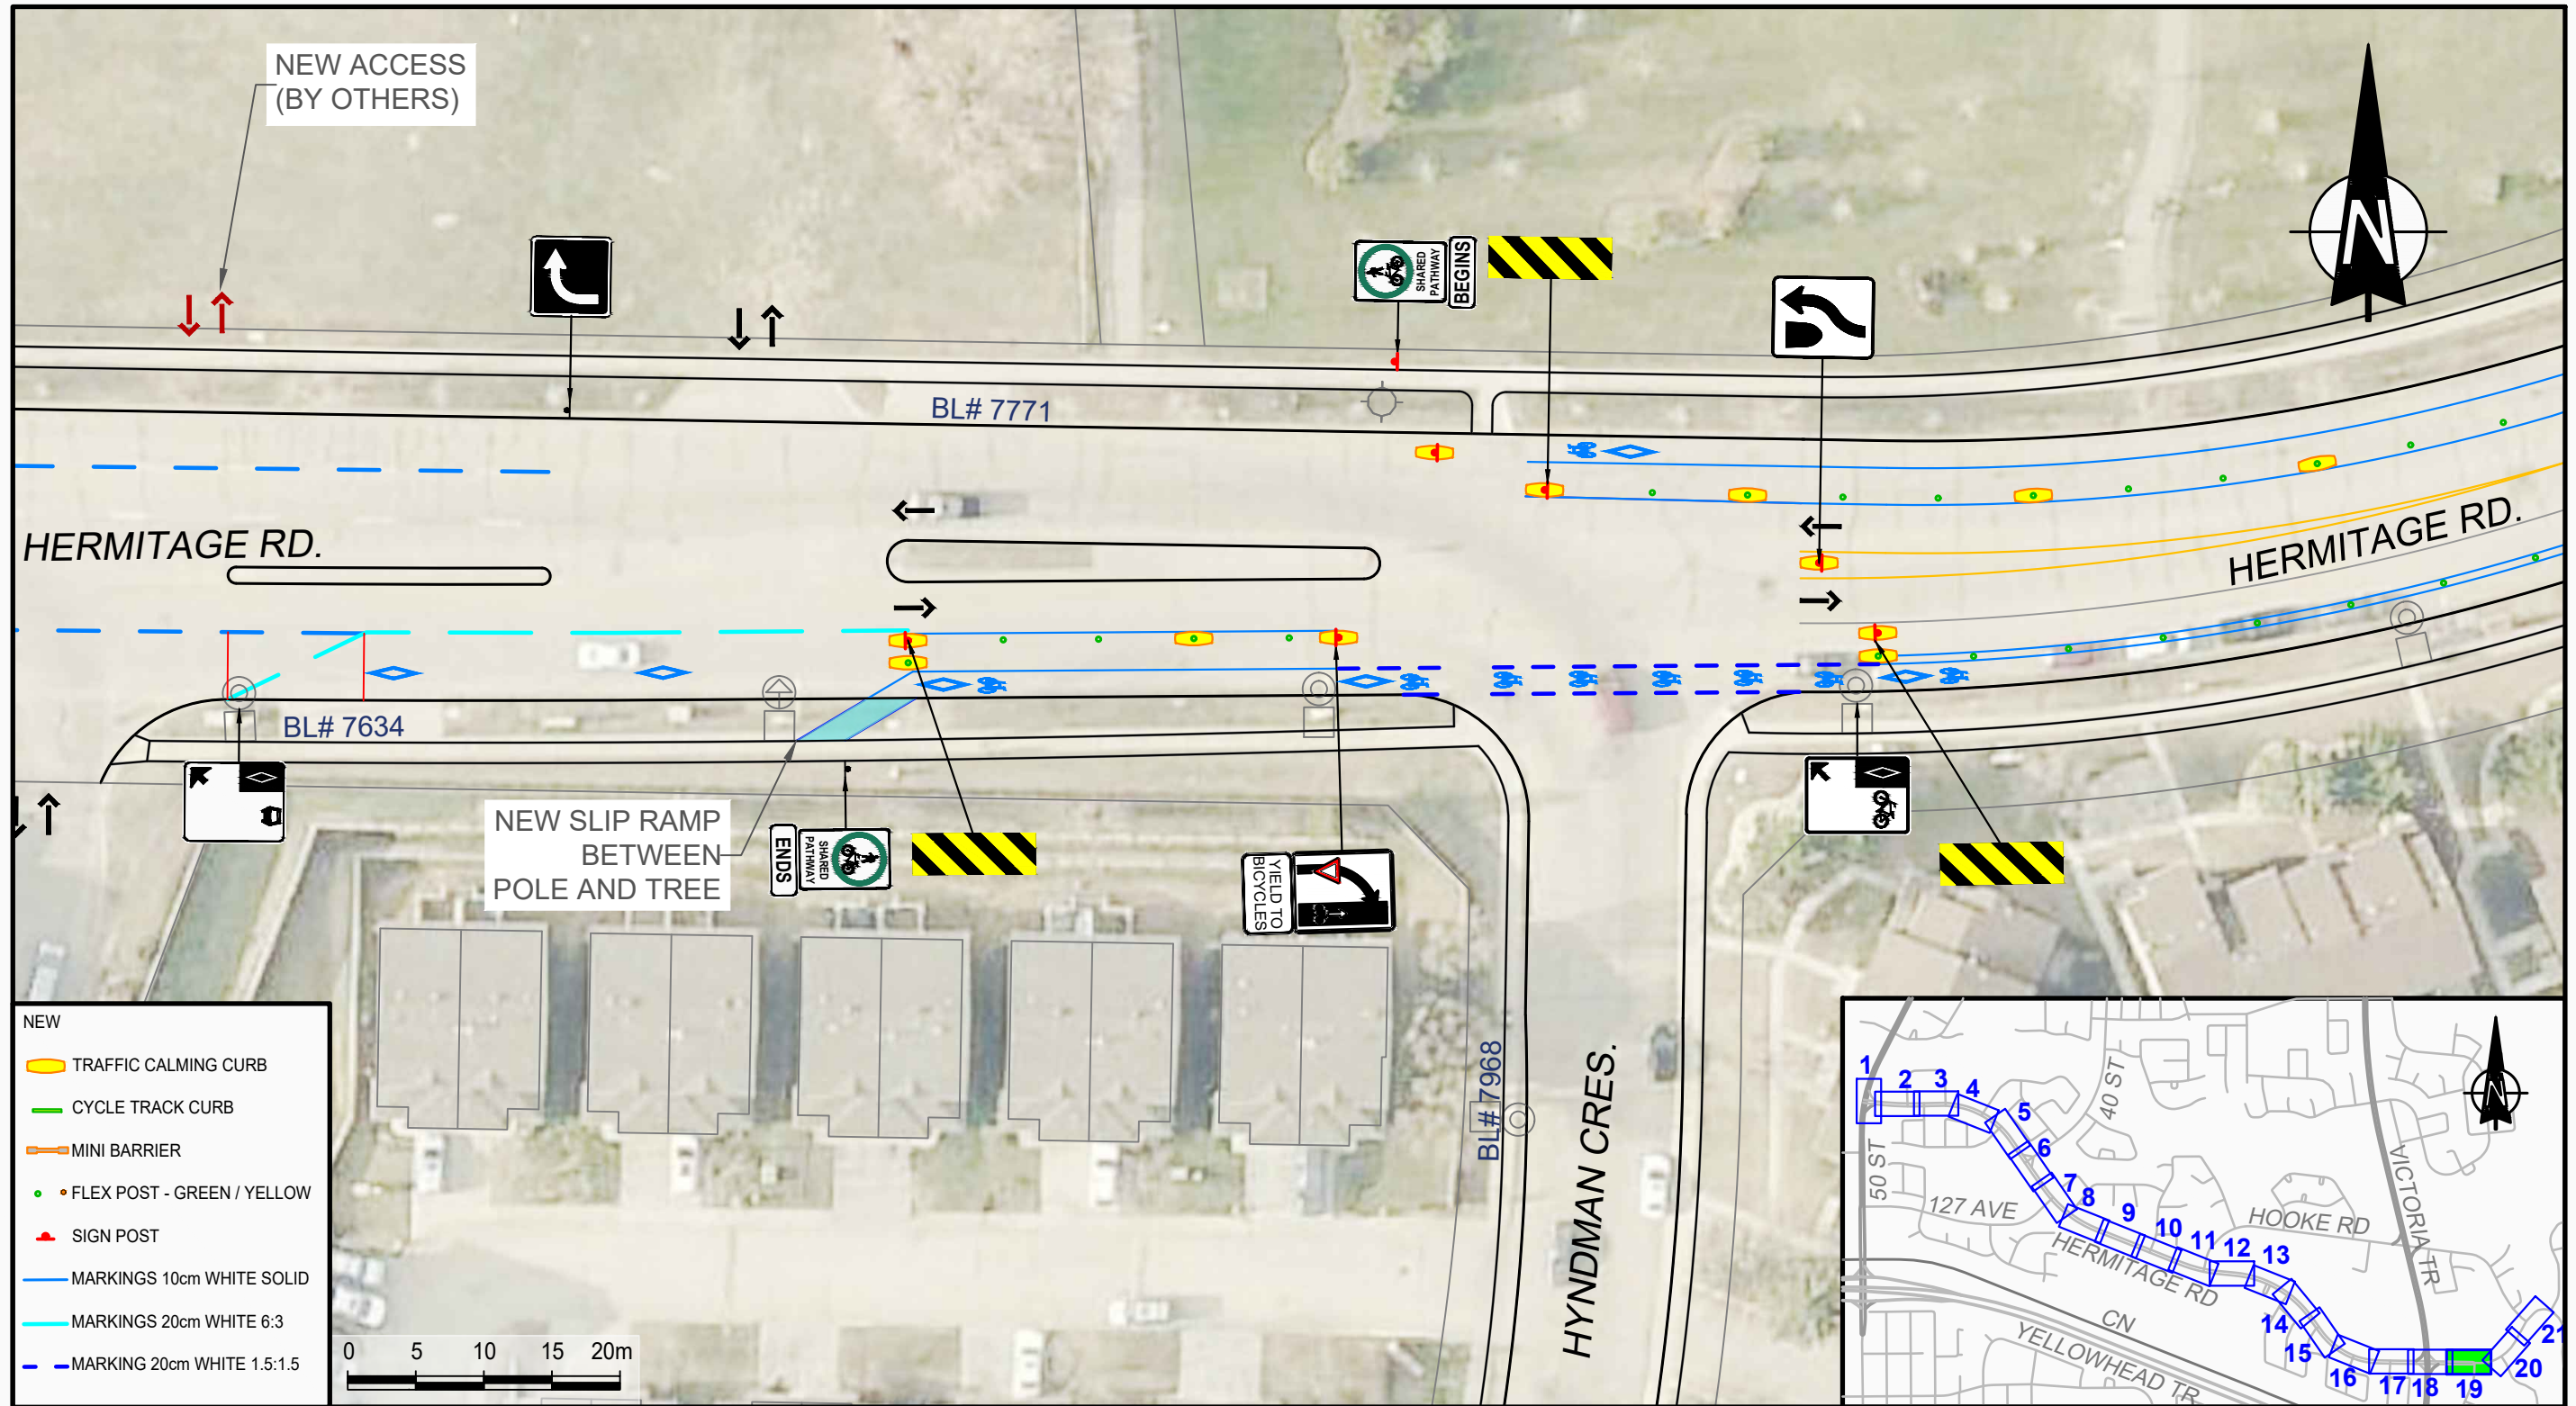 NEW ACCESS
(BY OTHERS)
SHARED
PATHWAY
BEGINS
N
BL# 7771
HERMITAGE RD.
HERMITAGE RD.
BL# 7634
NEW SLIP RAMP
BETWEEN
POLE AND TREE
ENDS
SHARED
PATHWAY
YIELD TO
BICYCLES
BL# 7968
HYNDMAN CRES.
NEW
TRAFFIC CALMING CURB
CYCLE TRACK CURB
MINI BARRIER
FLEX POST - GREEN / YELLOW
SIGN POST
MARKINGS 10cm WHITE SOLID
MARKINGS 20cm WHITE 6:3
MARKING 20cm WHITE 1.5:1.5
0 5 10 15 20m
1
2
3
4
5
6
7
8
9
10
11
12
13
14
15
16
17
18
19
20
21
50 ST
40 ST
127 AVE
HERMITAGE RD
HOOKE RD
VICTORIA TR
CN
YELLOWHEAD TR
N